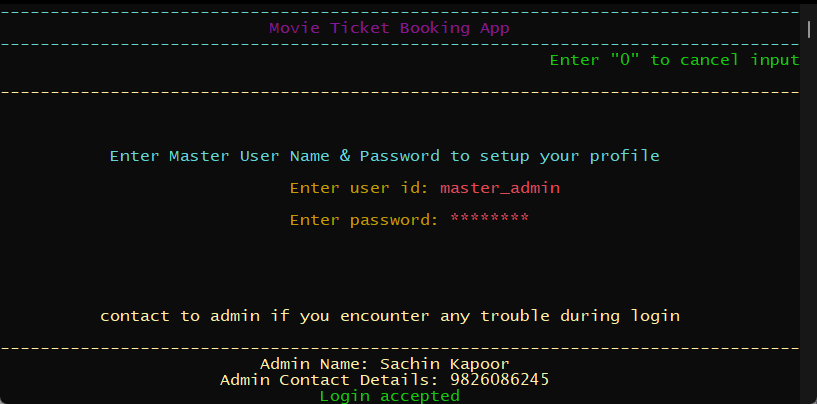 Movie Ticket Booking App
Enter "0" to cancel input
Enter Master User Name & Password to setup your profile
Enter user id: master_admin
Enter password: ********
contact to admin if you encounter any trouble during login
Admin Name: Sachin Kapoor
Admin Contact Details: 9826086245
Login accepted